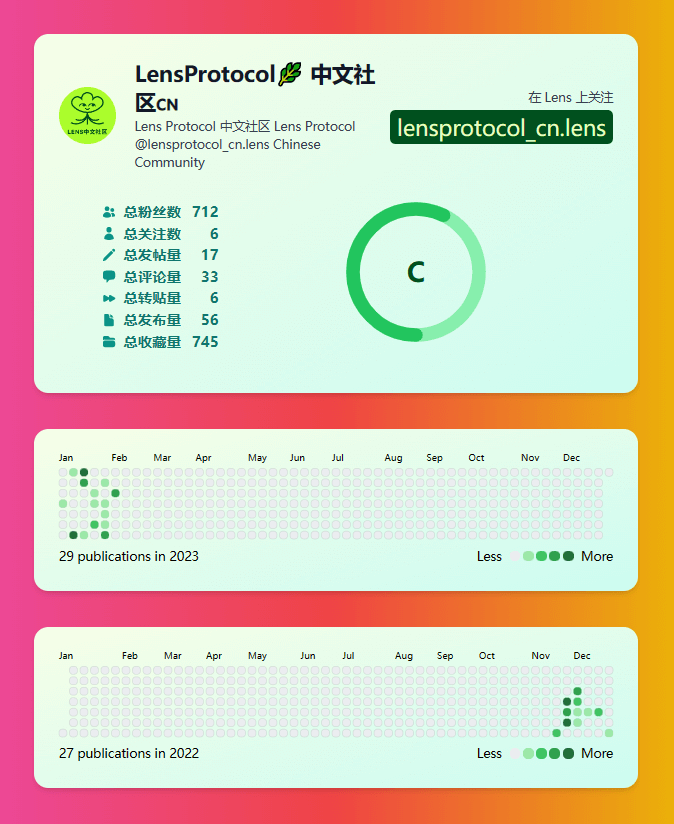 LensProtocol🌿 中文社
区CN
Lens Protocol 中文社区 Lens Protocol
@lensprotocol_cn.lens Chinese
Community
LENS中文社区
在 Lens 上关注
lensprotocol_cn.lens
总粉丝数 712
总关注数 6
总发帖量 17
总评论量 33
总转贴量 6
总发布量 56
总收藏量 745
C
Jan Feb Mar Apr May Jun Jul Aug Sep Oct Nov Dec
29 publications in 2023 Less More
Jan Feb Mar Apr May Jun Jul Aug Sep Oct Nov Dec
27 publications in 2022 Less More